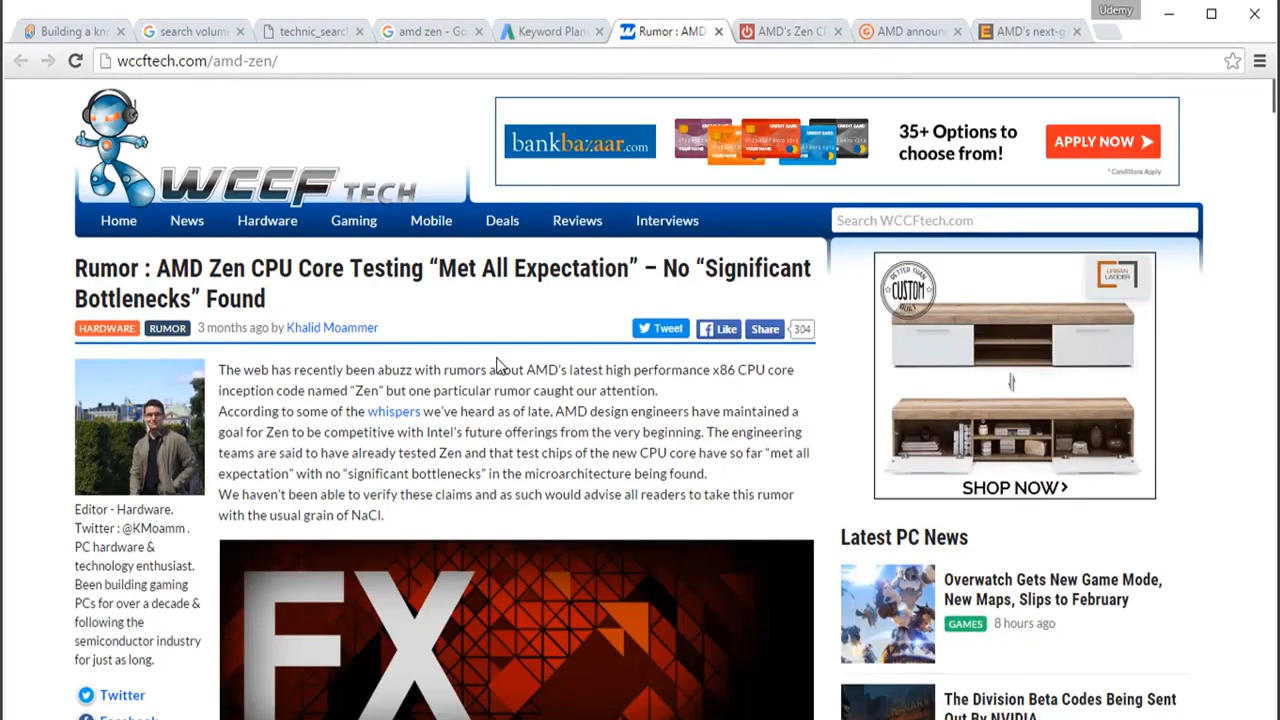 Udemy
Building a kn
search volum
technic_searc
amd zen - Go
Keyword Plan
Rumor : AMD
AMD's Zen CP
AMD announ
AMD's next-g
wccftech.com/amd-zen/
WCCF TECH
bankbazaar.com
35+ Options to
choose from!
APPLY NOW
* Conditions Apply
Home
News
Hardware
Gaming
Mobile
Deals
Reviews
Interviews
Search WCCFtech.com
Rumor : AMD Zen CPU Core Testing “Met All Expectation” – No “Significant
Bottlenecks” Found
HARDWARE RUMOR 3 months ago by Khalid Moammer
Tweet
Like
Share
304
The web has recently been abuzz with rumors about AMD's latest high performance x86 CPU core
inception code named “Zen” but one particular rumor caught our attention.
According to some of the whispers we've heard as of late, AMD design engineers have maintained a
goal for Zen to be competitive with Intel's future offerings from the very beginning. The engineering
teams are said to have already tested Zen and that test chips of the new CPU core have so far “met all
expectation” with no “significant bottlenecks” in the microarchitecture being found.
We haven't been able to verify these claims and as such would advise all readers to take this rumor
with the usual grain of NaCl.
Editor - Hardware.
Twitter : @KMoamm .
PC hardware &
technology enthusiast.
Been building gaming
PCs for over a decade &
following the
semiconductor industry
for just as long.
Twitter
Facebook
FX
BETTER THAN
CUSTOM
BUILT
URBAN
LADDER
SHOP NOW
Latest PC News
Overwatch Gets New Game Mode,
New Maps, Slips to February
GAMES 8 hours ago
The Division Beta Codes Being Sent
Out By NVIDIA